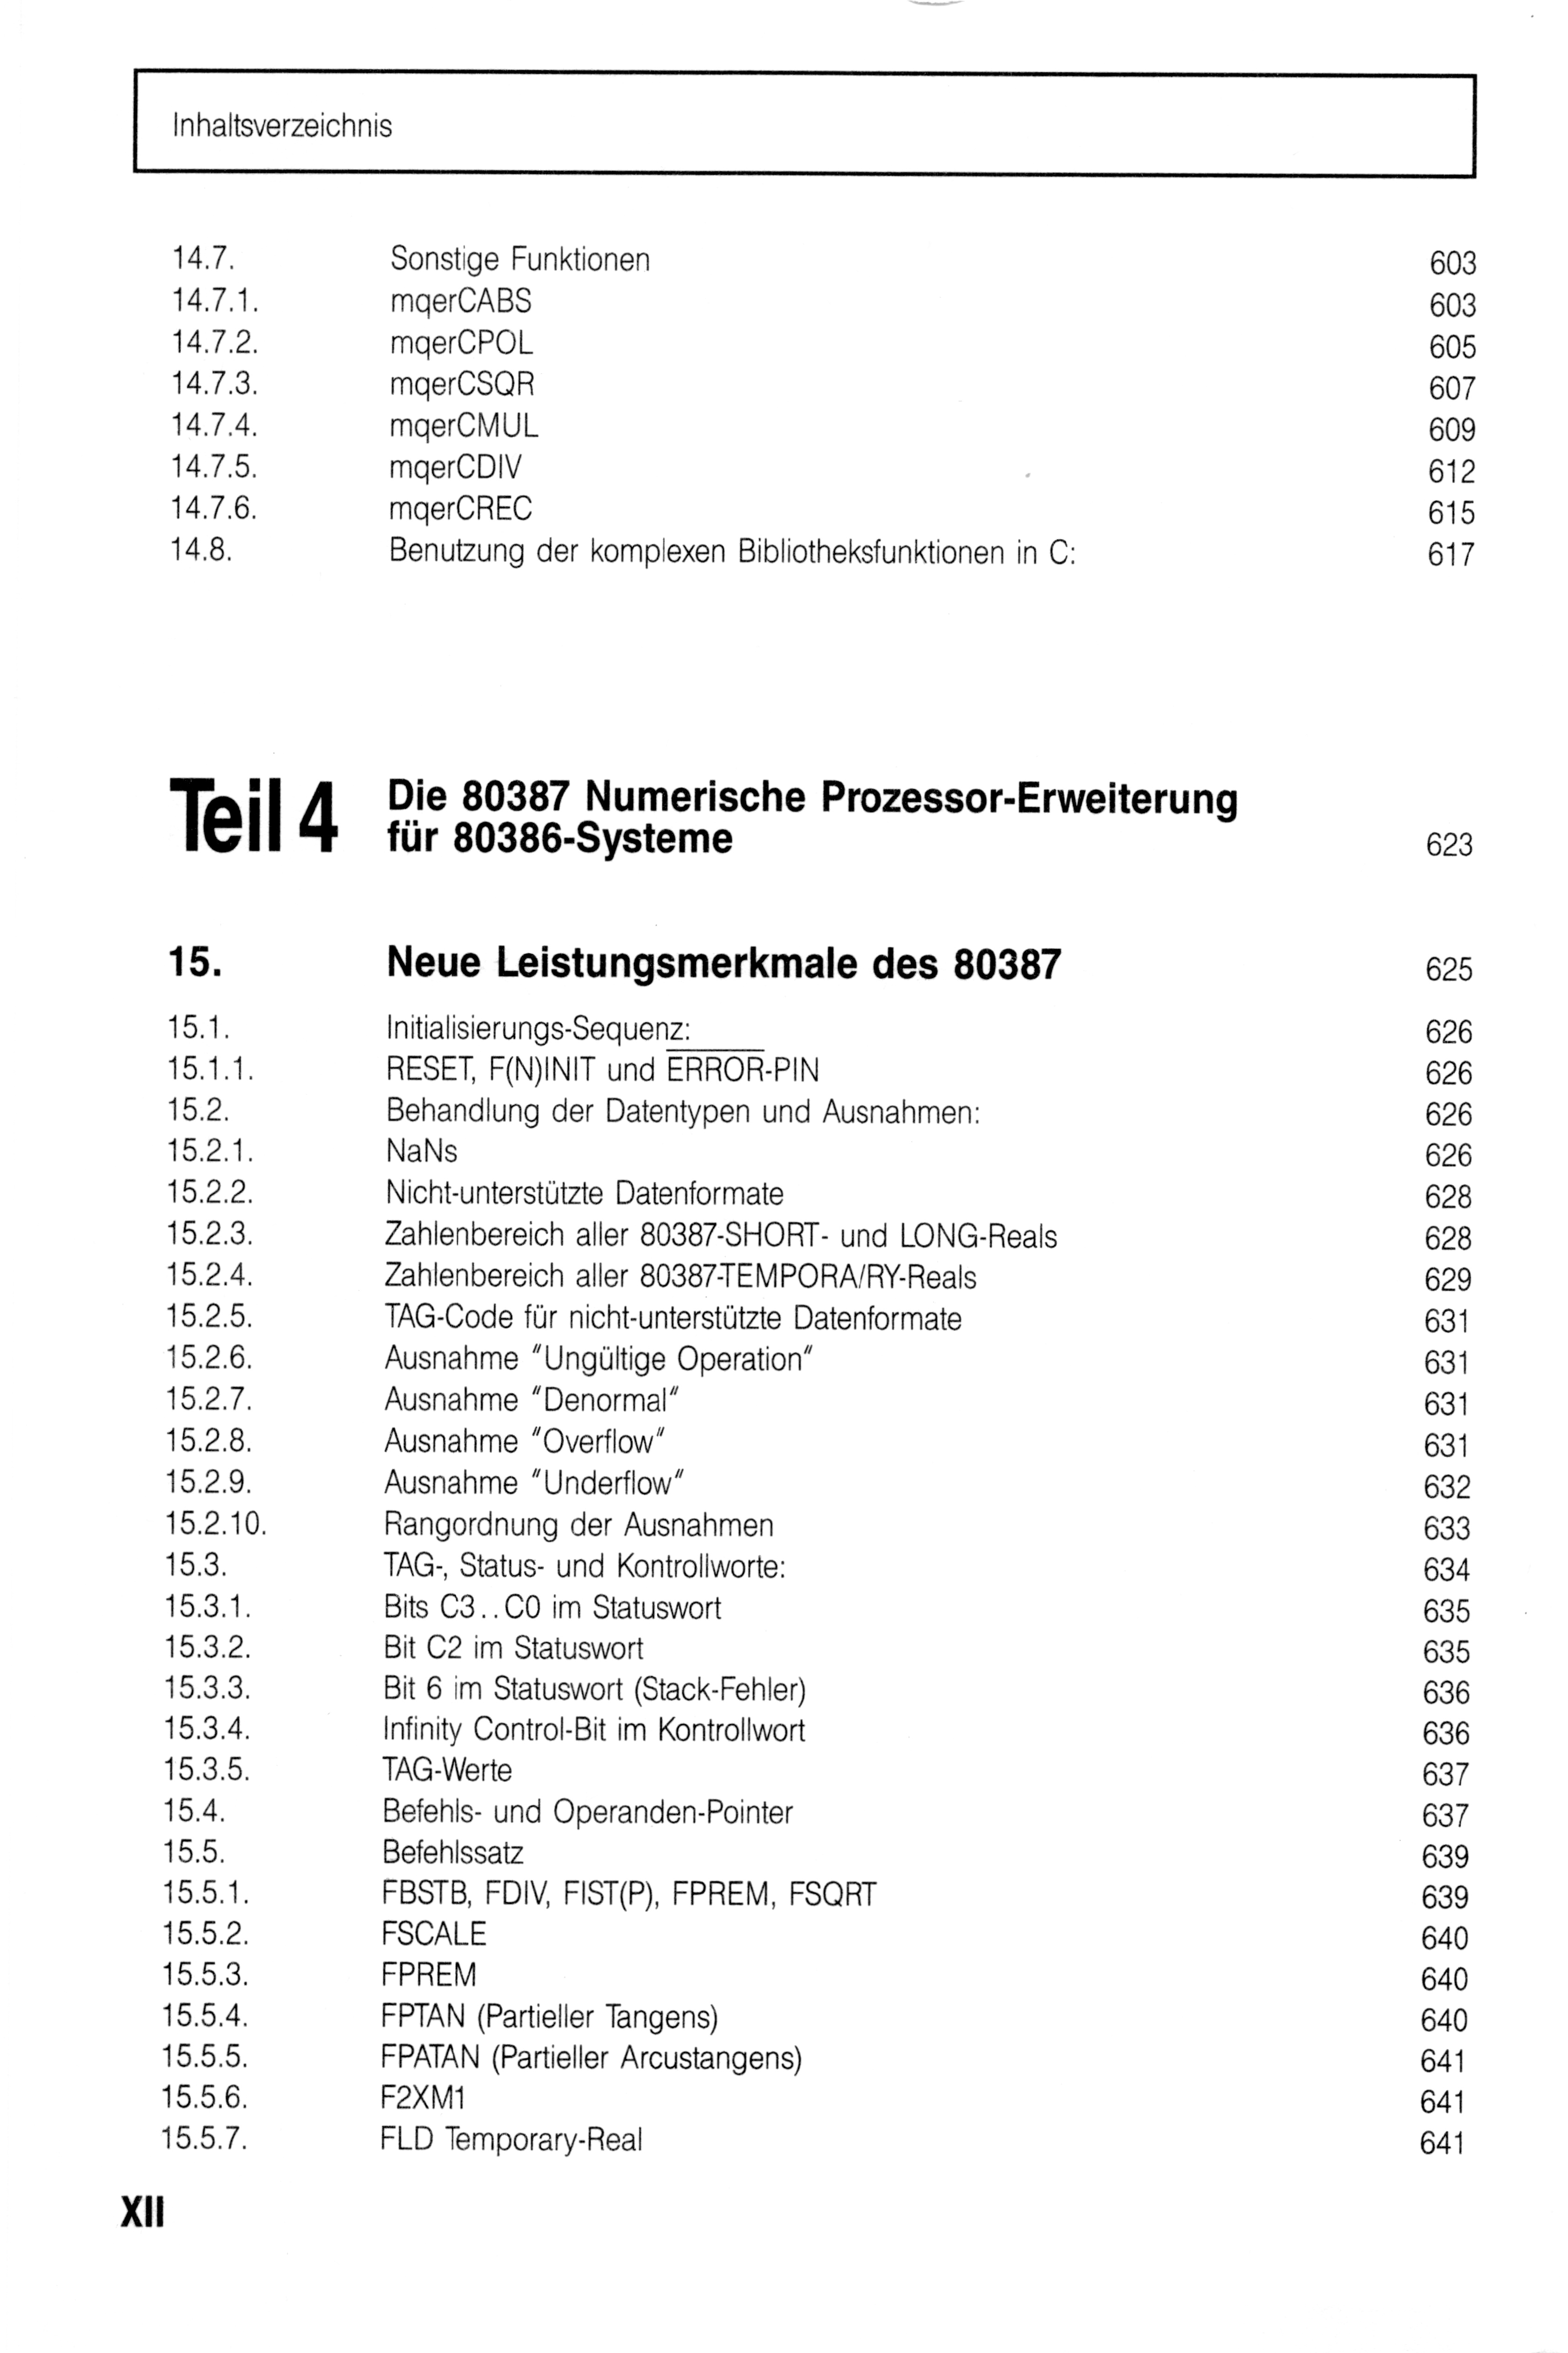 Inhaltsverzeichnis
14.7. Sonstige Funktionen 603
14.7.1. mqerCABS 603
14.7.2. mqerCPOL 605
14.7.3. mqerCSQR 607
14.7.4. mqerCMUL 609
14.7.5. mqerCDIV 612
14.7.6. mqerCREC 615
14.8. Benutzung der komplexen Bibliotheksfunktionen in C: 617
Teil 4 Die 80387 Numerische Prozessor-Erweiterung
für 80386-Systeme 623
15. Neue Leistungsmerkmale des 80387 625
15.1. Initialisierungs-Sequenz: 626
15.1.1. RESET, F(N)INIT und E̅R̅R̅O̅R̅-PIN 626
15.2. Behandlung der Datentypen und Ausnahmen: 626
15.2.1. NaNs 626
15.2.2. Nicht-unterstützte Datenformate 628
15.2.3. Zahlenbereich aller 80387-SHORT- und LONG-Reals 628
15.2.4. Zahlenbereich aller 80387-TEMPORA/RY-Reals 629
15.2.5. TAG-Code für nicht-unterstützte Datenformate 631
15.2.6. Ausnahme "Ungültige Operation" 631
15.2.7. Ausnahme "Denormal" 631
15.2.8. Ausnahme "Overflow" 631
15.2.9. Ausnahme "Underflow" 632
15.2.10. Rangordnung der Ausnahmen 633
15.3. TAG-, Status- und Kontrollworte: 634
15.3.1. Bits C3..C0 im Statuswort 635
15.3.2. Bit C2 im Statuswort 635
15.3.3. Bit 6 im Statuswort (Stack-Fehler) 636
15.3.4. Infinity Control-Bit im Kontrollwort 636
15.3.5. TAG-Werte 637
15.4. Befehls- und Operanden-Pointer 637
15.5. Befehlssatz 639
15.5.1. FBSTB, FDIV, FIST(P), FPREM, FSQRT 639
15.5.2. FSCALE 640
15.5.3. FPREM 640
15.5.4. FPTAN (Partieller Tangens) 640
15.5.5. FPATAN (Partieller Arcustangens) 641
15.5.6. F2XM1 641
15.5.7. FLD Temporary-Real 641
XII